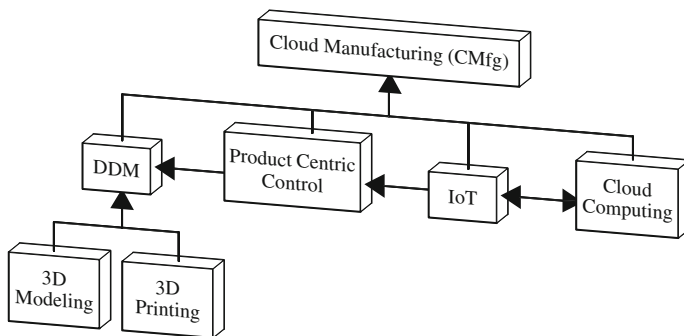 Cloud Manufacturing (CMfg)
DDM
Product Centric
Control
IoT
Cloud
Computing
3D
Modeling
3D
Printing